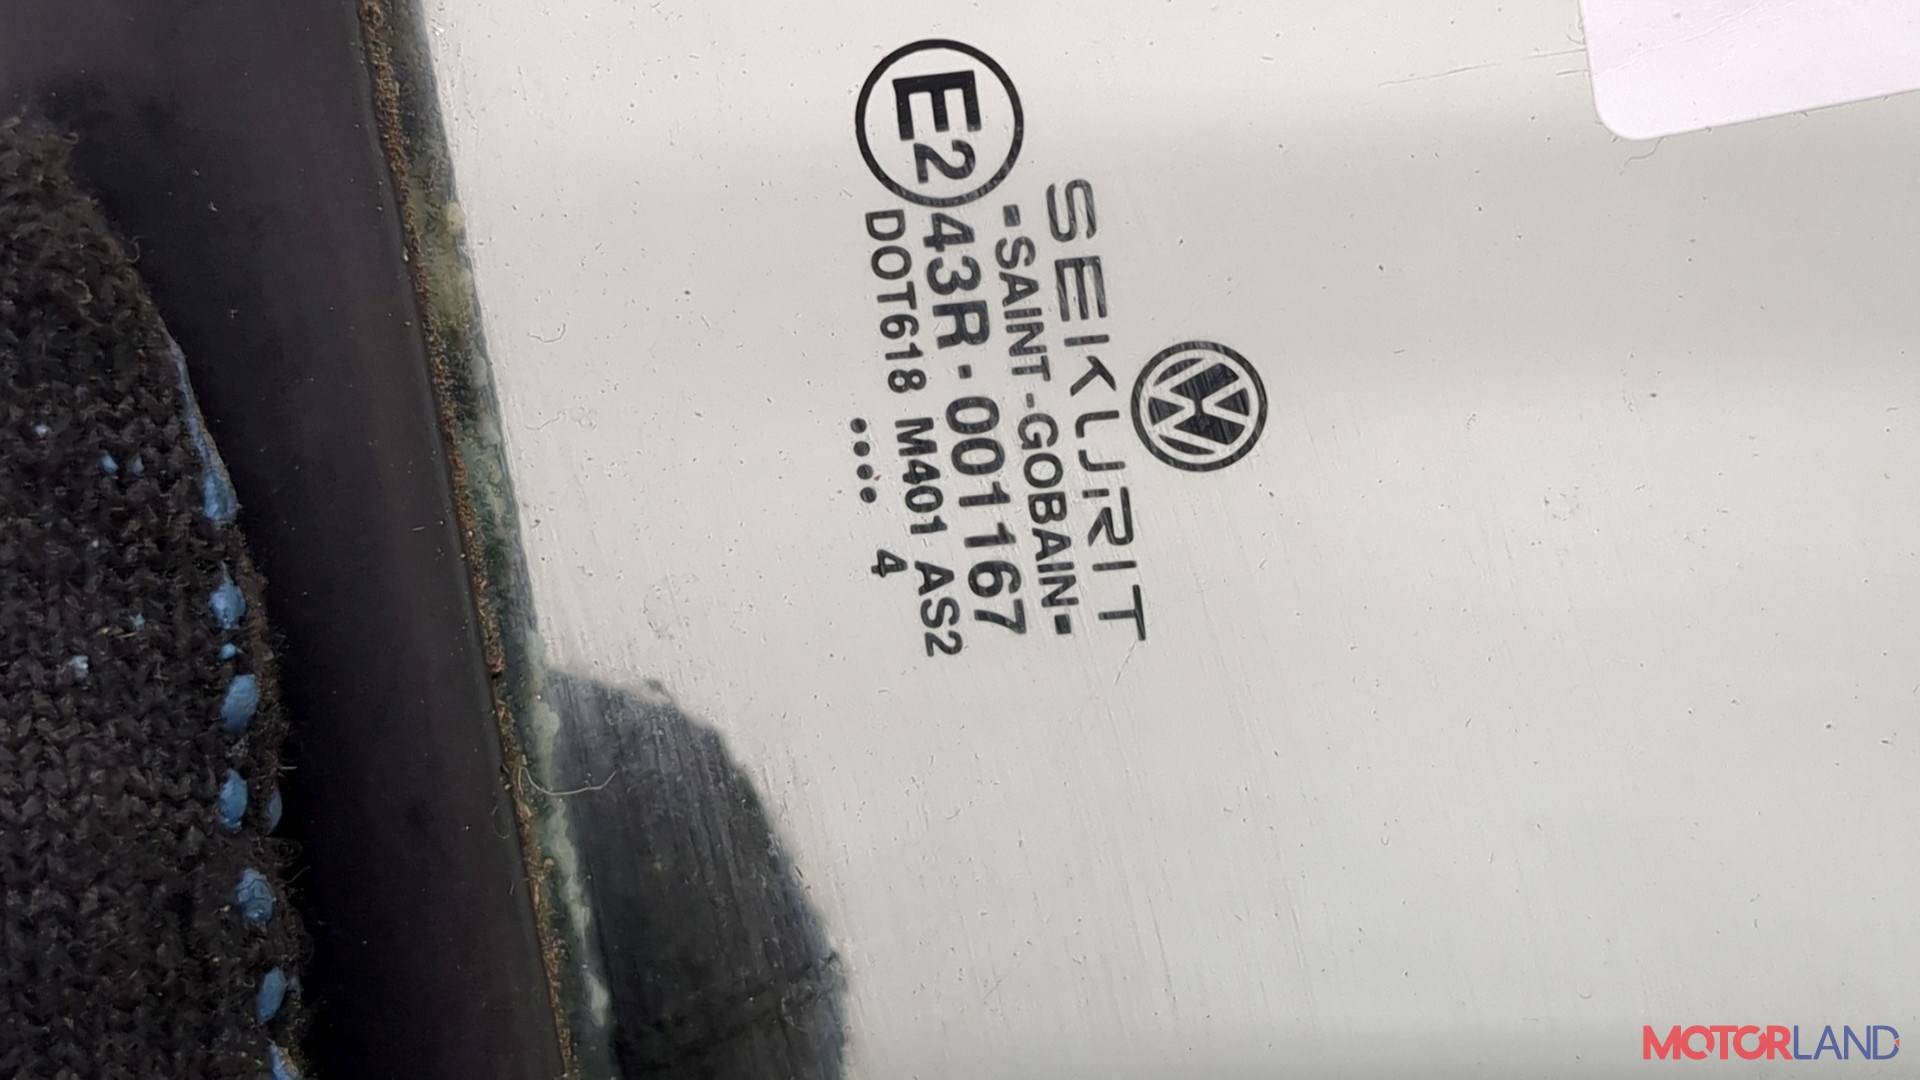 SEKURIT
-SAINT-GOBAIN-
E2 43R-001167
DOT618 M401 AS2
.... 4
MOTORLAND